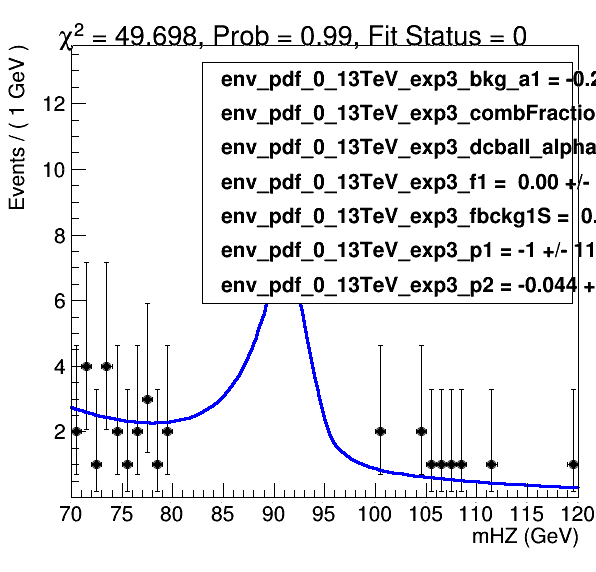 χ² = 49.698, Prob = 0.99, Fit Status = 0
env_pdf_0_13TeV_exp3_bkg_a1 = -0.2
env_pdf_0_13TeV_exp3_combFractio
env_pdf_0_13TeV_exp3_dcball_alpha
env_pdf_0_13TeV_exp3_f1 = 0.00 +/-
env_pdf_0_13TeV_exp3_fbckg1S = 0.
env_pdf_0_13TeV_exp3_p1 = -1 +/- 11
env_pdf_0_13TeV_exp3_p2 = -0.044 +
Events / ( 1 GeV )
12
10
8
6
4
2
70 75 80 85 90 95 100 105 110 115 120
mHZ (GeV)